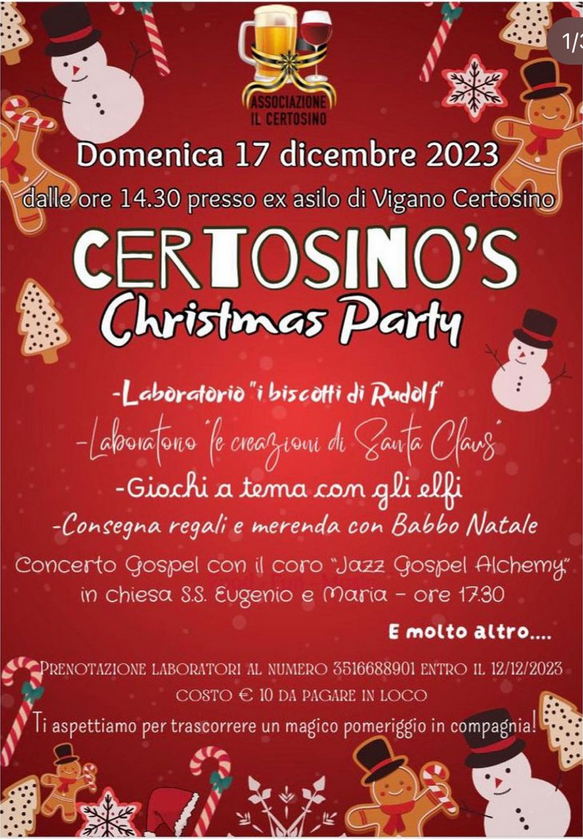 1/3
ASSOCIAZIONE
IL CERTOSINO
Domenica 17 dicembre 2023
dalle ore 14.30 presso ex asilo di Vigano Certosino
CERTOSINO'S
Christmas Party
-Laboratorio "i biscotti di Rudolf"
-Laboratorio "le creazioni di Santa Claus"
-Giochi a tema con gli elfi
-Consegna regali e merenda con Babbo Natale
Concerto Gospel con il coro "Jazz Gospel Alchemy"
in chiesa S.S. Eugenio e Maria – ore 17.30
E molto altro....
PRENOTAZIONE LABORATORI AL NUMERO 3516688901 ENTRO IL 12/12/2023
COSTO € 10 DA PAGARE IN LOCO
Ti aspettiamo per trascorrere un magico pomeriggio in compagnia!